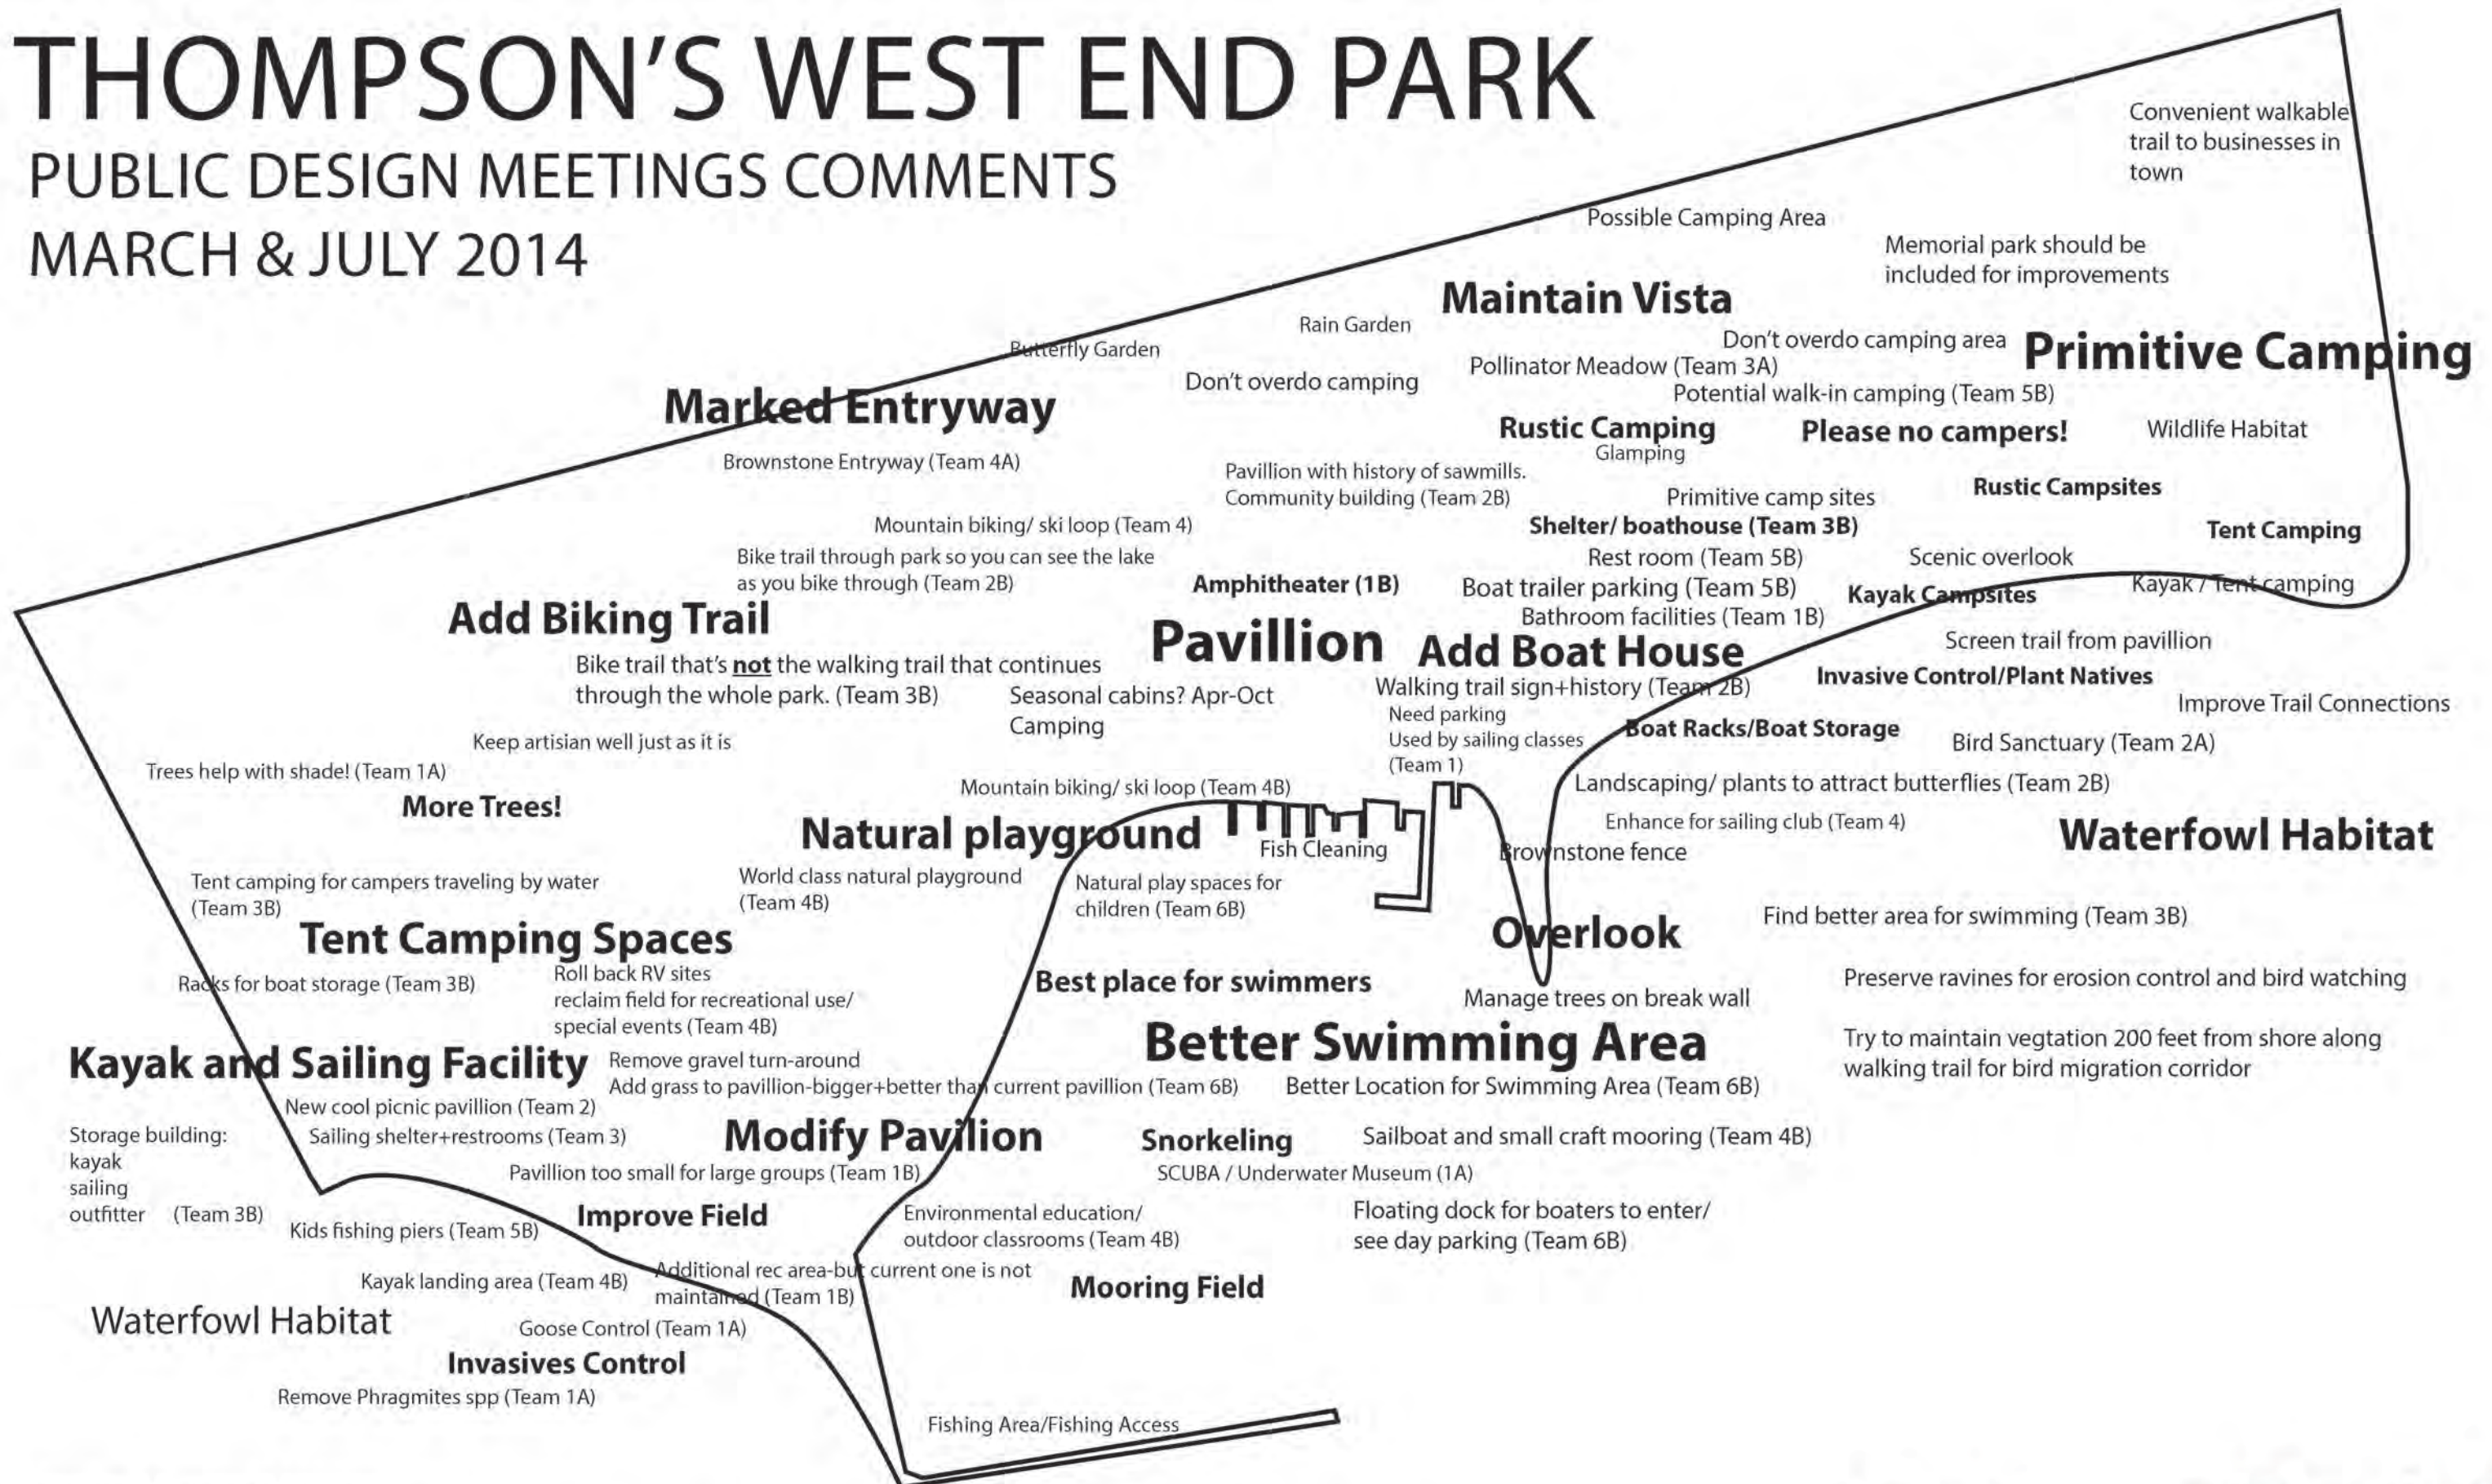 THOMPSON'S WEST END PARK
PUBLIC DESIGN MEETINGS COMMENTS
MARCH & JULY 2014
Convenient walkable
trail to businesses in
town
Possible Camping Area
Memorial park should be
included for improvements
Maintain Vista
Rain Garden
Butterfly Garden
Don't overdo camping area
Primitive Camping
Pollinator Meadow (Team 3A)
Don't overdo camping
Potential walk-in camping (Team 5B)
Marked Entryway
Rustic Camping
Please no campers!
Wildlife Habitat
Glamping
Brownstone Entryway (Team 4A)
Pavillion with history of sawmills.
Community building (Team 2B)
Primitive camp sites
Rustic Campsites
Mountain biking/ ski loop (Team 4)
Shelter/ boathouse (Team 3B)
Tent Camping
Bike trail through park so you can see the lake
as you bike through (Team 2B)
Rest room (Team 5B)
Scenic overlook
Amphitheater (1B)
Boat trailer parking (Team 5B)
Kayak Campsites
Kayak / Tent camping
Bathroom facilities (Team 1B)
Add Biking Trail
Pavillion
Add Boat House
Screen trail from pavillion
Bike trail that's not the walking trail that continues
through the whole park. (Team 3B)
Seasonal cabins? Apr-Oct
Camping
Walking trail sign+history (Team 2B)
Invasive Control/Plant Natives
Improve Trail Connections
Need parking
Used by sailing classes
(Team 1)
Boat Racks/Boat Storage
Bird Sanctuary (Team 2A)
Keep artisian well just as it is
Trees help with shade! (Team 1A)
More Trees!
Mountain biking/ ski loop (Team 4B)
Landscaping/ plants to attract butterflies (Team 2B)
Natural playground
Fish Cleaning
Enhance for sailing club (Team 4)
Brownstone fence
Waterfowl Habitat
World class natural playground
(Team 4B)
Natural play spaces for
children (Team 6B)
Tent camping for campers traveling by water
(Team 3B)
Tent Camping Spaces
Overlook
Find better area for swimming (Team 3B)
Racks for boat storage (Team 3B)
Roll back RV sites
reclaim field for recreational use/
special events (Team 4B)
Best place for swimmers
Manage trees on break wall
Preserve ravines for erosion control and bird watching
Kayak and Sailing Facility
Remove gravel turn-around
Add grass to pavillion-bigger+better than current pavillion (Team 6B)
Better Swimming Area
Better Location for Swimming Area (Team 6B)
Try to maintain vegtation 200 feet from shore along
walking trail for bird migration corridor
New cool picnic pavillion (Team 2)
Storage building:
kayak
sailing
outfitter (Team 3B)
Sailing shelter+restrooms (Team 3)
Modify Pavilion
Snorkeling
Sailboat and small craft mooring (Team 4B)
Pavillion too small for large groups (Team 1B)
SCUBA / Underwater Museum (1A)
Kids fishing piers (Team 5B)
Improve Field
Environmental education/
outdoor classrooms (Team 4B)
Floating dock for boaters to enter/
see day parking (Team 6B)
Kayak landing area (Team 4B)
Additional rec area-but current one is not
maintained (Team 1B)
Mooring Field
Waterfowl Habitat
Goose Control (Team 1A)
Invasives Control
Remove Phragmites spp (Team 1A)
Fishing Area/Fishing Access